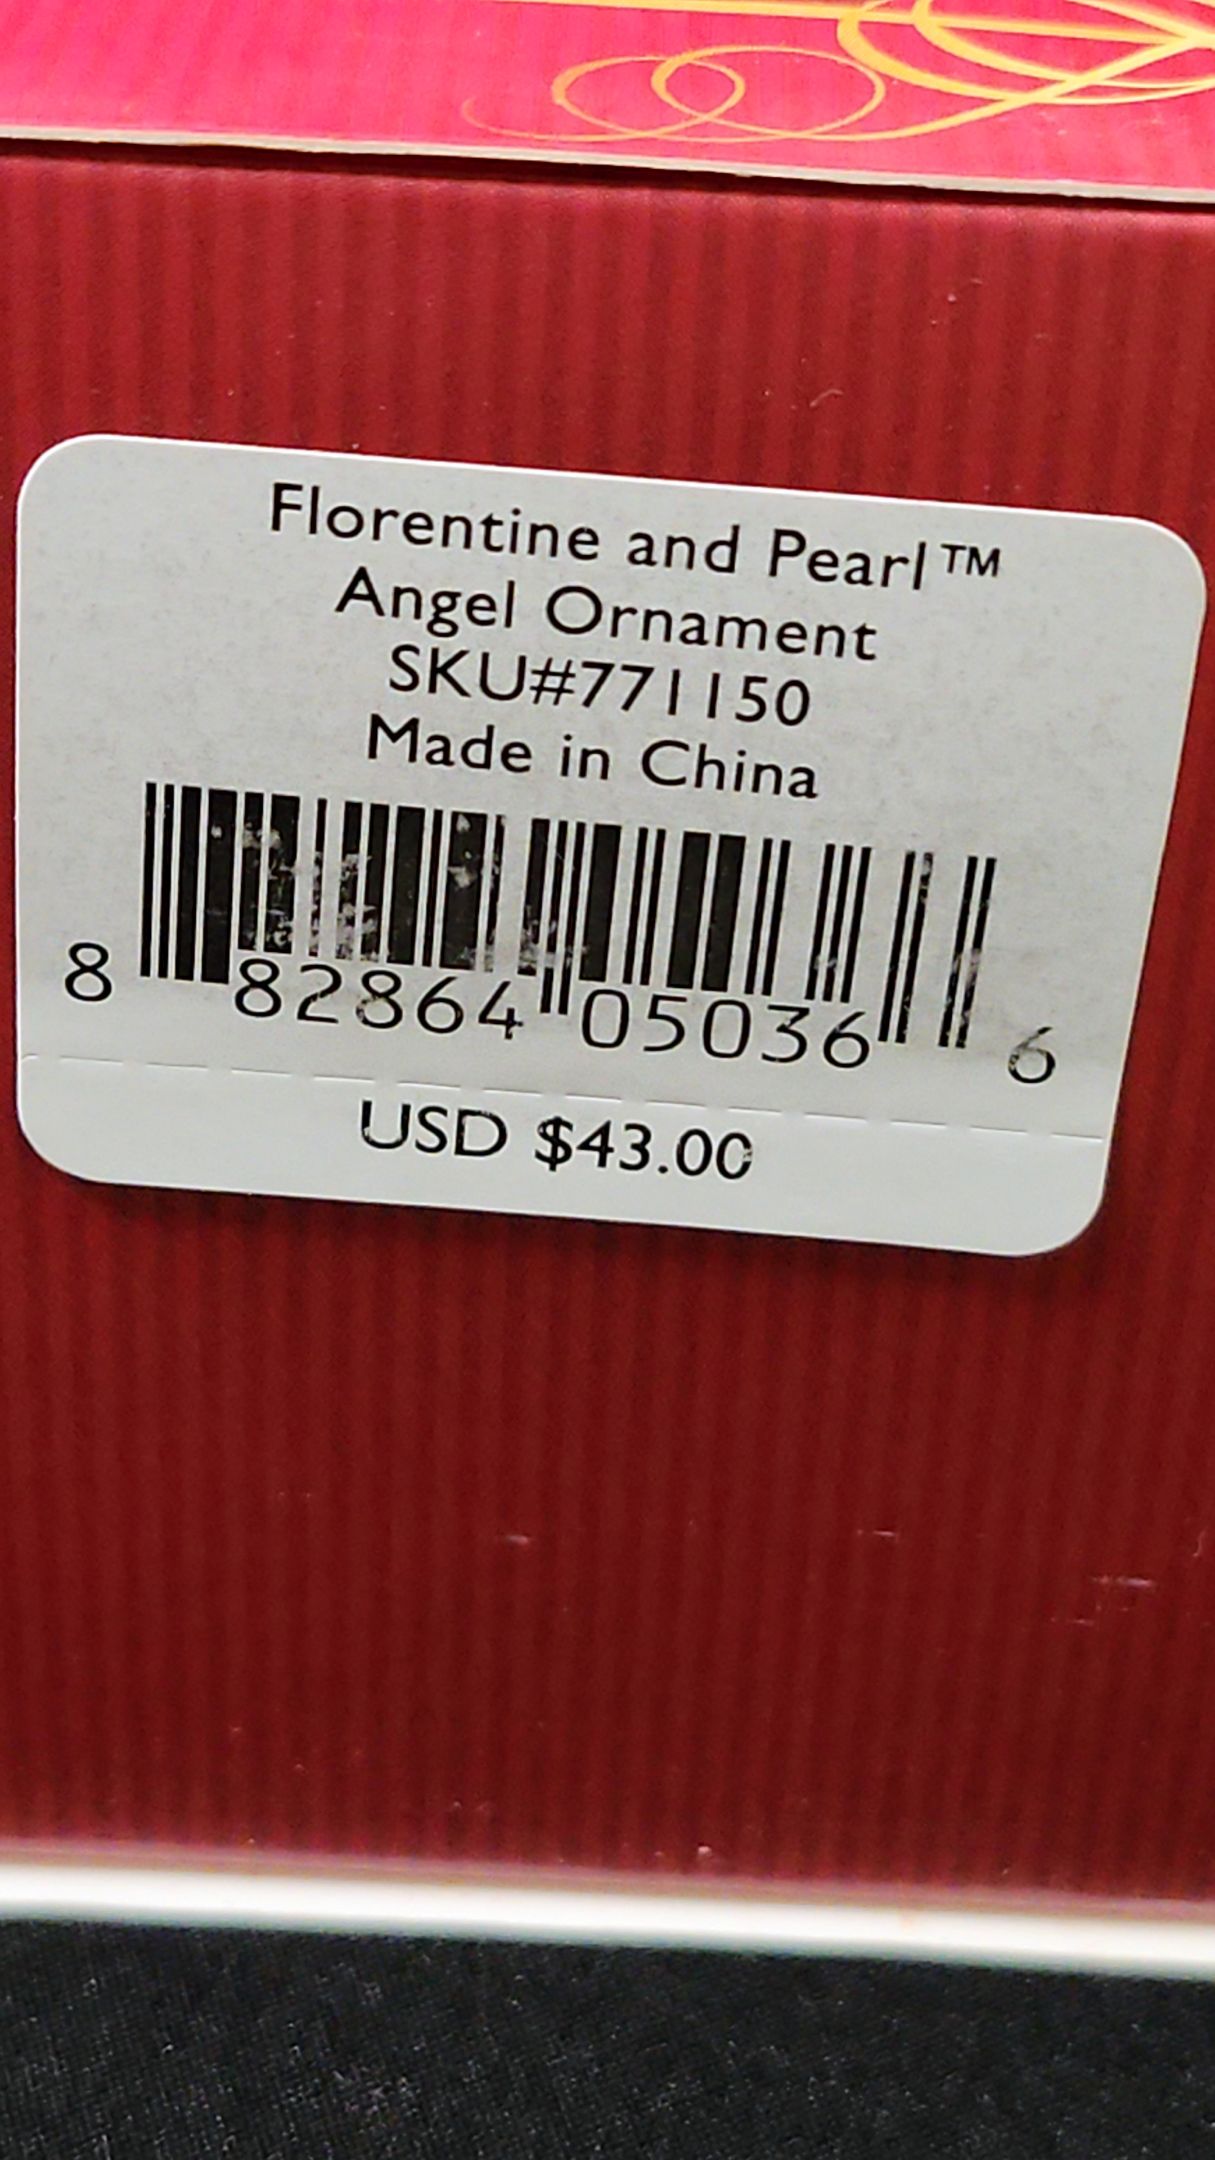 Florentine and Pearl™
Angel Ornament
SKU#771150
Made in China
8 82864 05036 6
USD $43.00